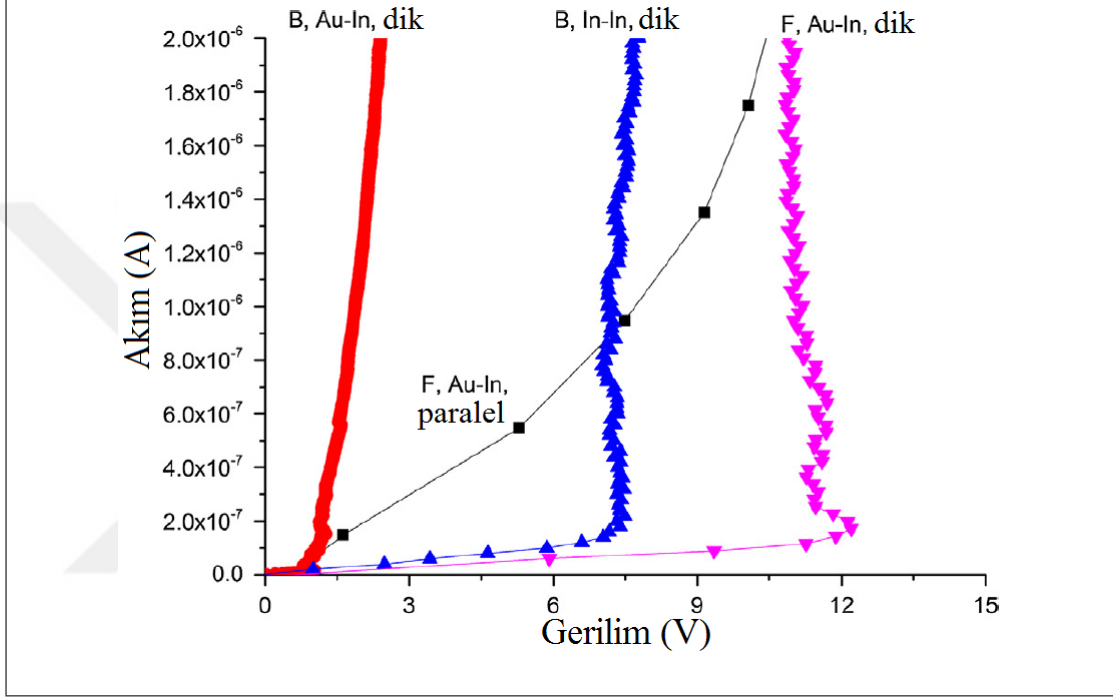 B, Au-In, dik
B, In-In, dik
F, Au-In, dik
2.0x10⁻⁶
1.8x10⁻⁶
1.6x10⁻⁶
1.4x10⁻⁶
1.2x10⁻⁶
1.0x10⁻⁶
8.0x10⁻⁷
6.0x10⁻⁷
4.0x10⁻⁷
2.0x10⁻⁷
0.0
Akım (A)
F, Au-In,
paralel
0 3 6 9 12 15
Gerilim (V)